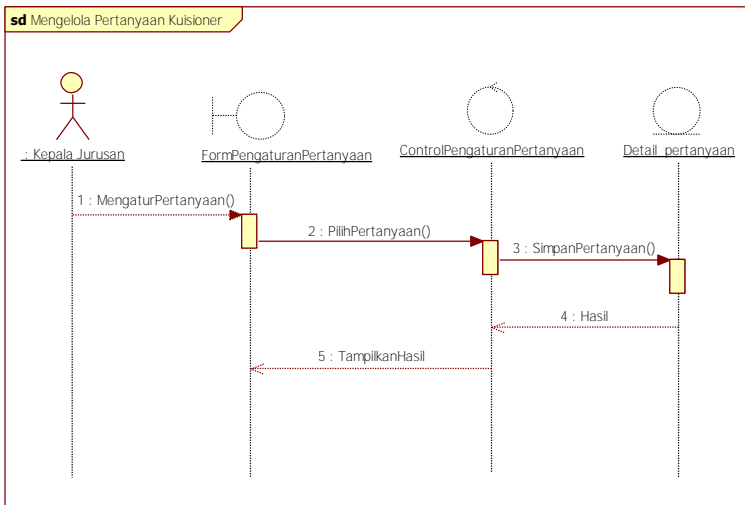 sd Mengelola Pertanyaan Kuisioner
: Kepala Jurusan
FormPengaturanPertanyaan
ControlPengaturanPertanyaan
Detail_pertanyaan
1 : MengaturPertanyaan()
2 : PilihPertanyaan()
3 : SimpanPertanyaan()
4 : Hasil
5 : TampilkanHasil